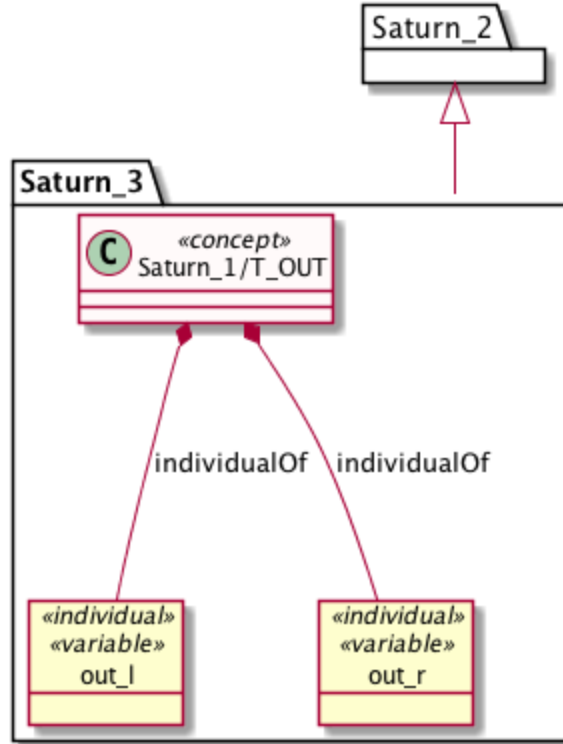 Saturn_2
Saturn_3
C
«concept»
Saturn_1/T_OUT
individualOf
individualOf
«individual»
«variable»
out_l
«individual»
«variable»
out_r